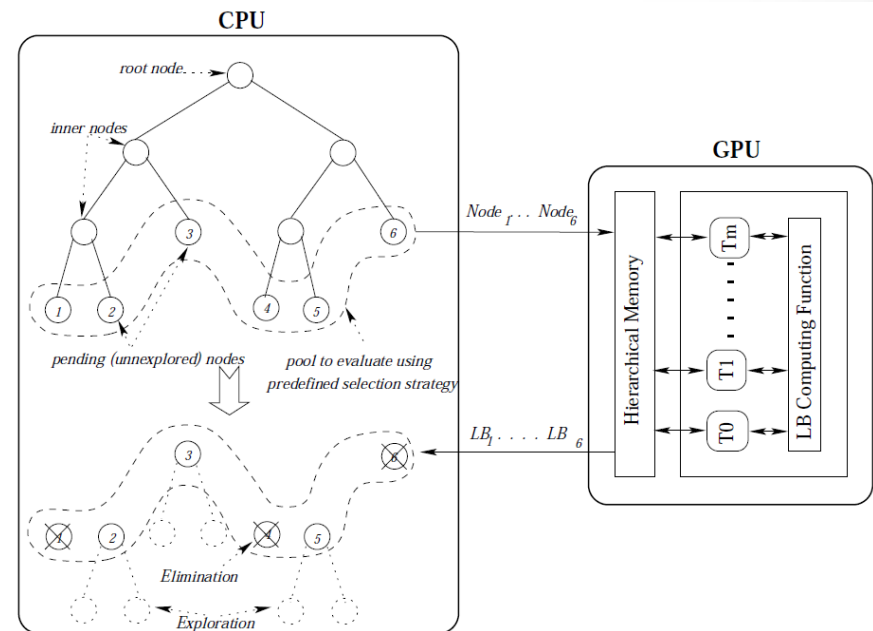 CPU
root node
inner nodes
3
6
1
2
4
5
pending (unnexplored) nodes
pool to evaluate using
predefined selection strategy
Node 1 . . Node 6
GPU
Hierarchical Memory
Tm
T1
T0
LB Computing Function
LB 1 . . . . LB 6
3
6
1
2
4
5
Elimination
Exploration